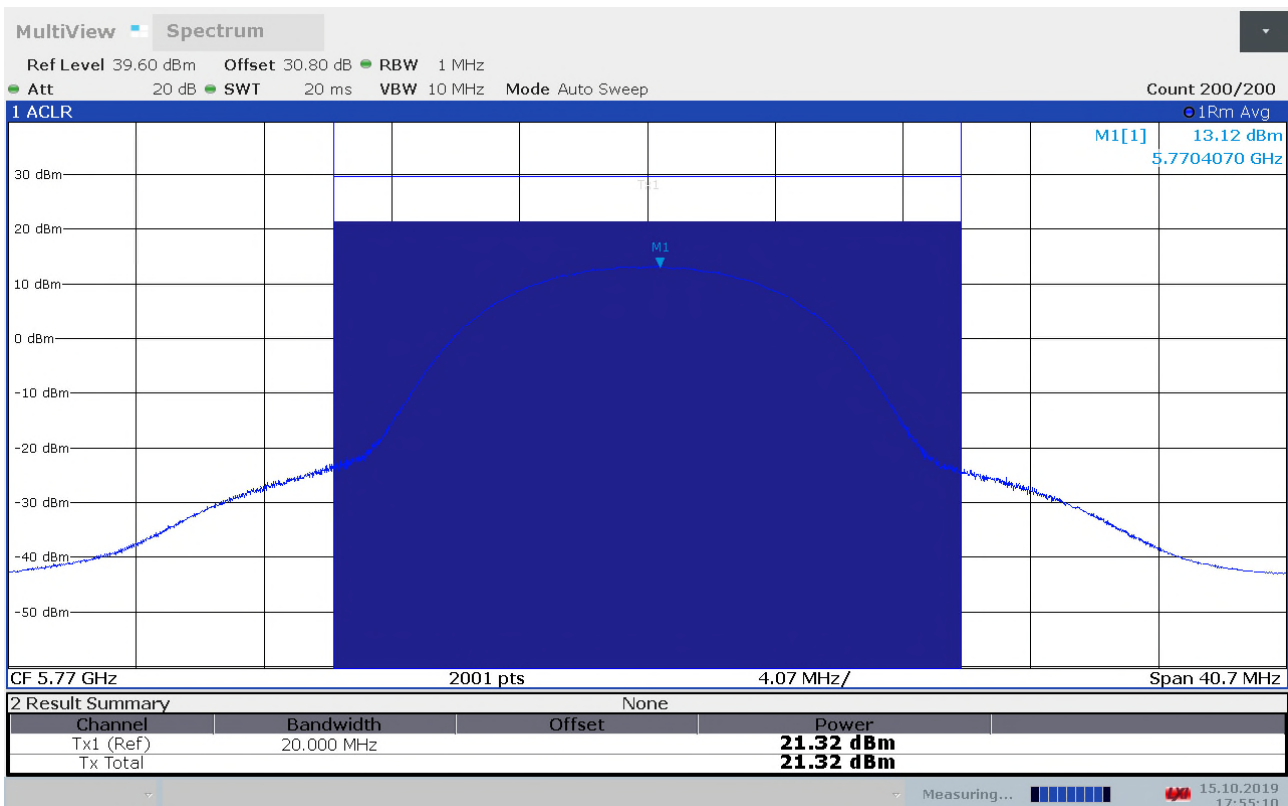 MultiView Spectrum
Ref Level 39.60 dBm Offset 30.80 dB RBW 1 MHz
Att 20 dB SWT 20 ms VBW 10 MHz Mode Auto Sweep Count 200/200
1 ACLR 1Rm Avg
M1[1] 13.12 dBm
5.7704070 GHz
30 dBm
Tx1
20 dBm
M1
10 dBm
0 dBm
-10 dBm
-20 dBm
-30 dBm
-40 dBm
-50 dBm
CF 5.77 GHz 2001 pts 4.07 MHz/ Span 40.7 MHz
2 Result Summary None
Channel Bandwidth Offset Power
Tx1 (Ref) 20.000 MHz 21.32 dBm
Tx Total 21.32 dBm
Measuring... 15.10.2019
17:55:10